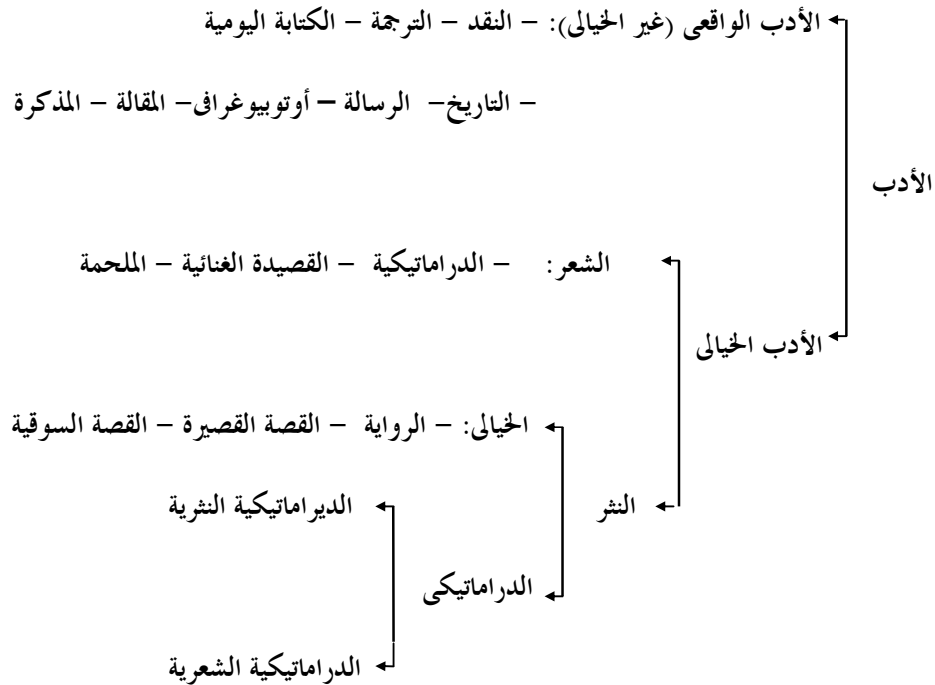 الأدب الواقعى (غير الخيالى): – النقد – الترجمة – الكتابة اليومية
– التاريخ– الرسالة – أوتوبيوغرافى– المقالة – المذكرة
الأدب
الشعر: – الدراماتيكية – القصيدة الغنائية – الملحمة
الأدب الخيالى
الخيالى: – الرواية – القصة القصيرة – القصة السوقية
النثر
الديراماتيكية النثرية
الدراماتيكى
الدراماتيكية الشعرية